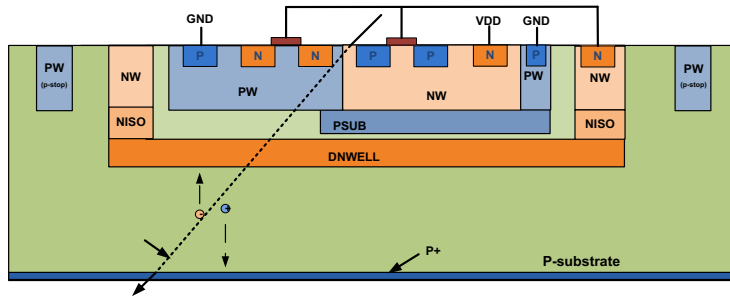 GND
VDD
GND
P
N
N
P
P
N
P
N
PW
(p-stop)
NW
PW
NW
PW
NW
PW
(p-stop)
NISO
PSUB
NISO
DNWELL
P+
P-substrate